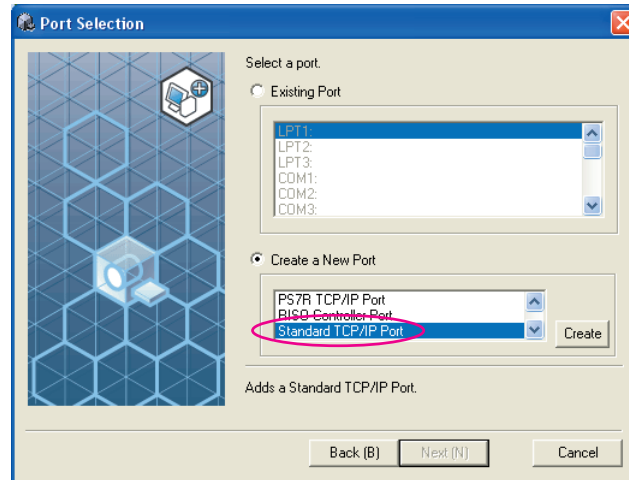 Port Selection
Select a port.
Existing Port
LPT1:
LPT2:
LPT3:
COM1:
COM2:
COM3:
Create a New Port
PS7R TCP/IP Port
RISO Controller Port
Standard TCP/IP Port
Create
Adds a Standard TCP/IP Port.
Back (B)
Next (N)
Cancel